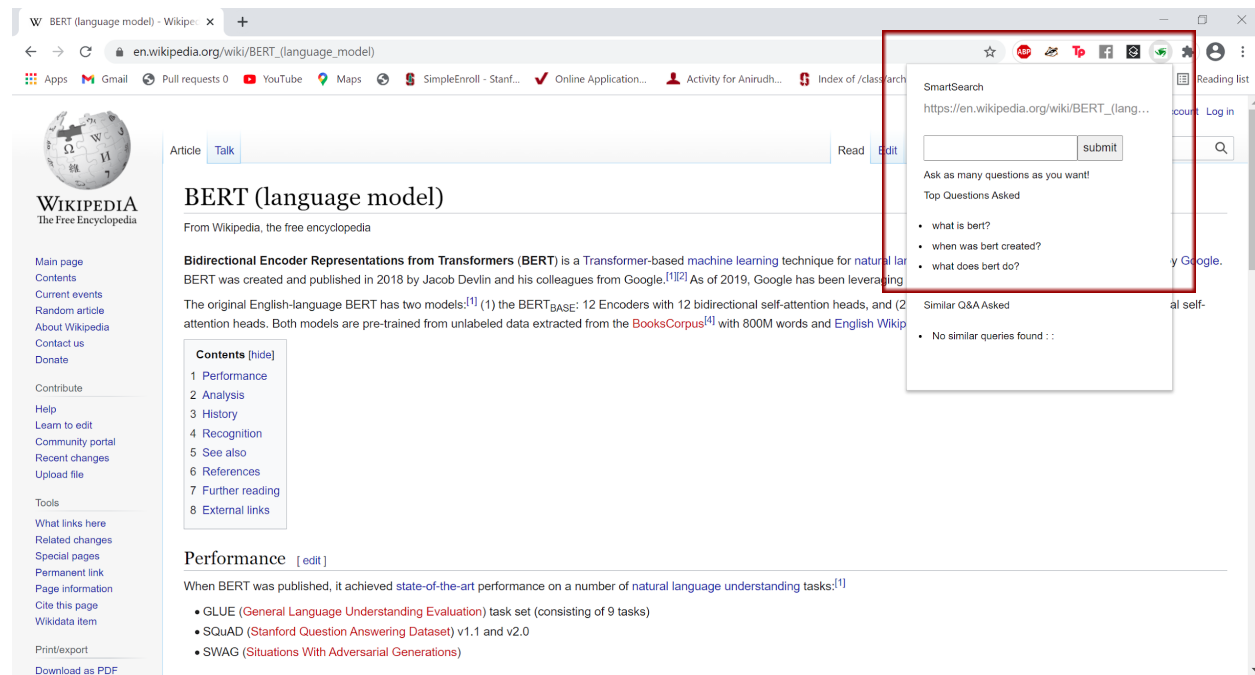 W BERT (language model) - Wikiped × +
en.wikipedia.org/wiki/BERT_(language_model)
ABP Tp
Apps Gmail Pull requests 0 YouTube Maps SimpleEnroll - Stanf... Online Application... Activity for Anirudh... Index of /class/arch Reading list
SmartSearch
https://en.wikipedia.org/wiki/BERT_(lang...
submit
Ask as many questions as you want!
Top Questions Asked
• what is bert?
• when was bert created?
• what does bert do?
Similar Q&A Asked
• No similar queries found : :
count Log in
Article Talk
Read Edit
WIKIPEDIA
The Free Encyclopedia
Main page
Contents
Current events
Random article
About Wikipedia
Contact us
Donate
Contribute
Help
Learn to edit
Community portal
Recent changes
Upload file
Tools
What links here
Related changes
Special pages
Permanent link
Page information
Cite this page
Wikidata item
Print/export
Download as PDF
BERT (language model)
From Wikipedia, the free encyclopedia
Bidirectional Encoder Representations from Transformers (BERT) is a Transformer-based machine learning technique for natural lar y Google.
BERT was created and published in 2018 by Jacob Devlin and his colleagues from Google.[1][2] As of 2019, Google has been leveraging
The original English-language BERT has two models:[1] (1) the BERTBASE: 12 Encoders with 12 bidirectional self-attention heads, and (2 al self-
attention heads. Both models are pre-trained from unlabeled data extracted from the BooksCorpus[4] with 800M words and English Wikip
Contents [hide]
1 Performance
2 Analysis
3 History
4 Recognition
5 See also
6 References
7 Further reading
8 External links
Performance [ edit ]
When BERT was published, it achieved state-of-the-art performance on a number of natural language understanding tasks:[1]
• GLUE (General Language Understanding Evaluation) task set (consisting of 9 tasks)
• SQuAD (Stanford Question Answering Dataset) v1.1 and v2.0
• SWAG (Situations With Adversarial Generations)